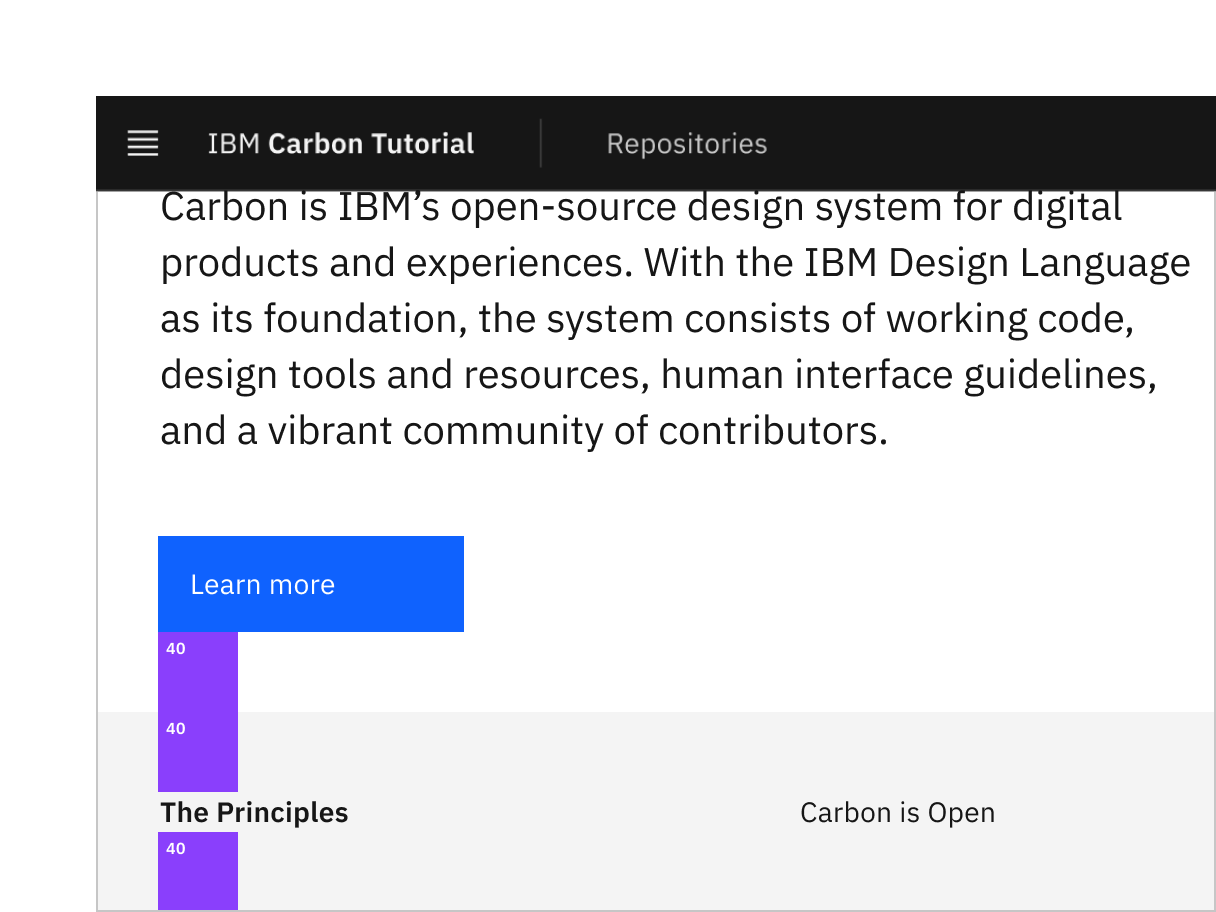 IBM Carbon Tutorial
Repositories
Carbon is IBM’s open-source design system for digital
products and experiences. With the IBM Design Language
as its foundation, the system consists of working code,
design tools and resources, human interface guidelines,
and a vibrant community of contributors.
Learn more
40
40
The Principles
Carbon is Open
40